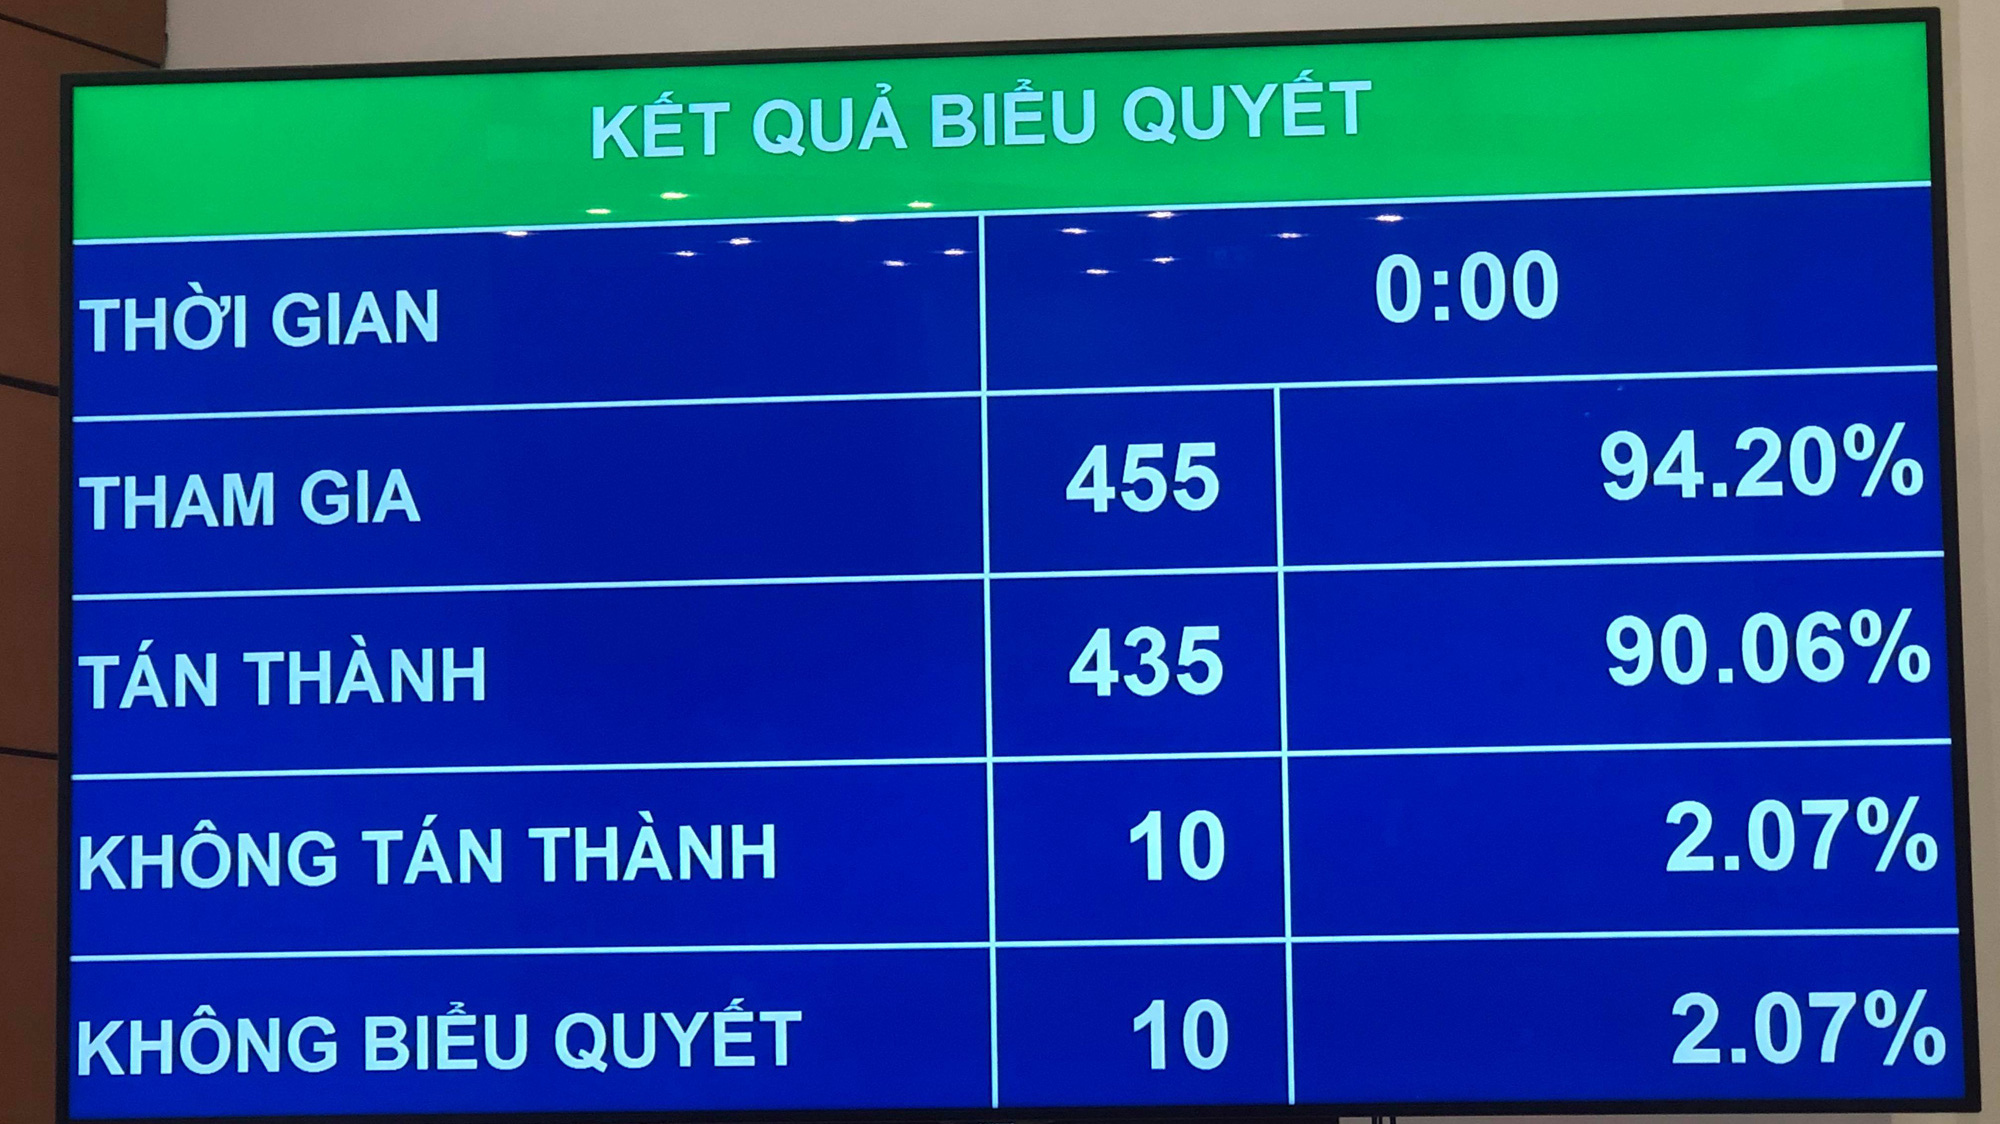 KẾT QUẢ BIỂU QUYẾT
THỜI GIAN 0:00
THAM GIA 455 94.20%
TÁN THÀNH 435 90.06%
KHÔNG TÁN THÀNH 10 2.07%
KHÔNG BIỂU QUYẾT 10 2.07%